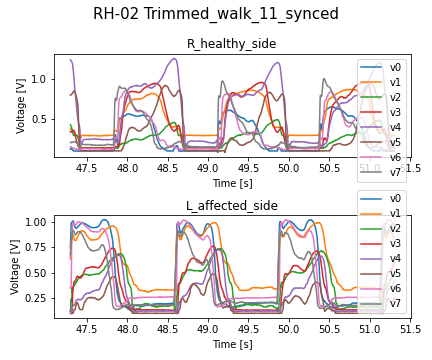 RH-02 Trimmed_walk_11_synced
R_healthy_side
Voltage [V]
1.0
0.5
v0
v1
v2
v3
v4
v5
v6
v7
47.5 48.0 48.5 49.0 49.5 50.0 50.5 51.0 51.5
Time [s]
L_affected_side
Voltage [V]
1.00
0.75
0.50
0.25
v0
v1
v2
v3
v4
v5
v6
v7
47.5 48.0 48.5 49.0 49.5 50.0 50.5 51.0 51.5
Time [s]